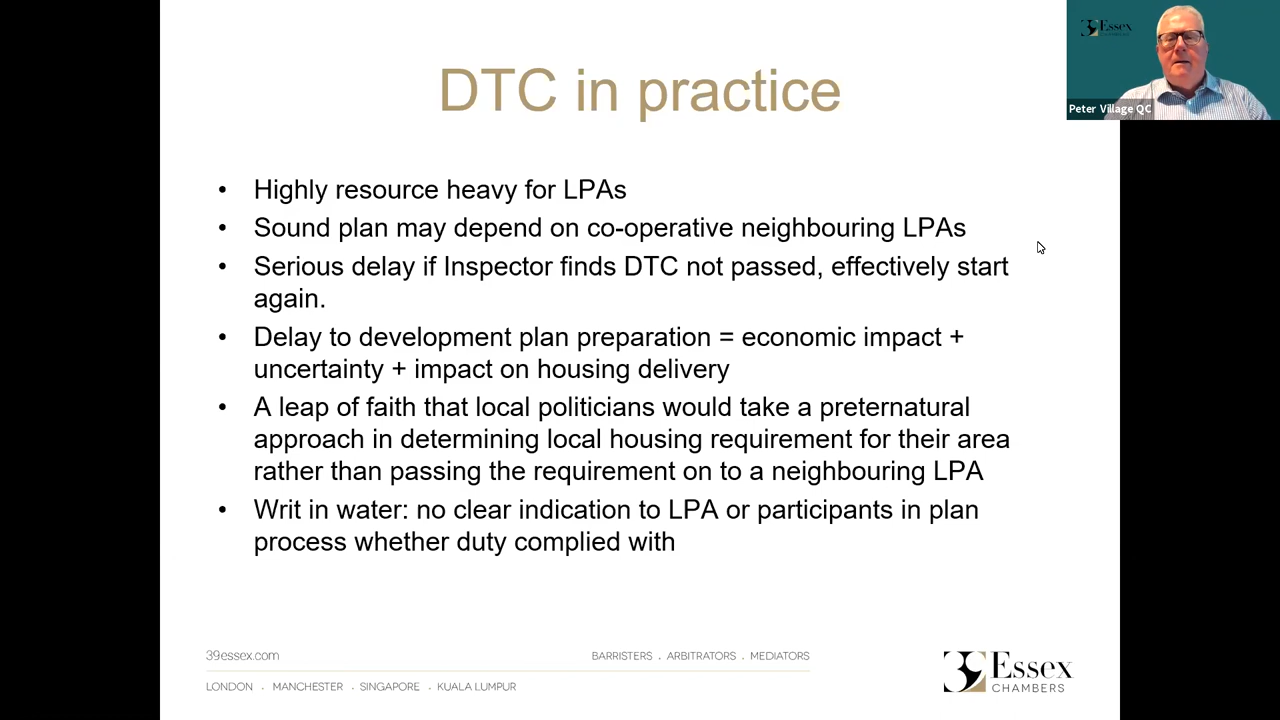 DTC in practice
39 Essex
CHAMBERS
Peter Village QC
• Highly resource heavy for LPAs
• Sound plan may depend on co-operative neighbouring LPAs
• Serious delay if Inspector finds DTC not passed, effectively start
again.
• Delay to development plan preparation = economic impact +
uncertainty + impact on housing delivery
• A leap of faith that local politicians would take a preternatural
approach in determining local housing requirement for their area
rather than passing the requirement on to a neighbouring LPA
• Writ in water: no clear indication to LPA or participants in plan
process whether duty complied with
39essex.com
BARRISTERS . ARBITRATORS . MEDIATORS
LONDON . MANCHESTER . SINGAPORE . KUALA LUMPUR
39 Essex
CHAMBERS